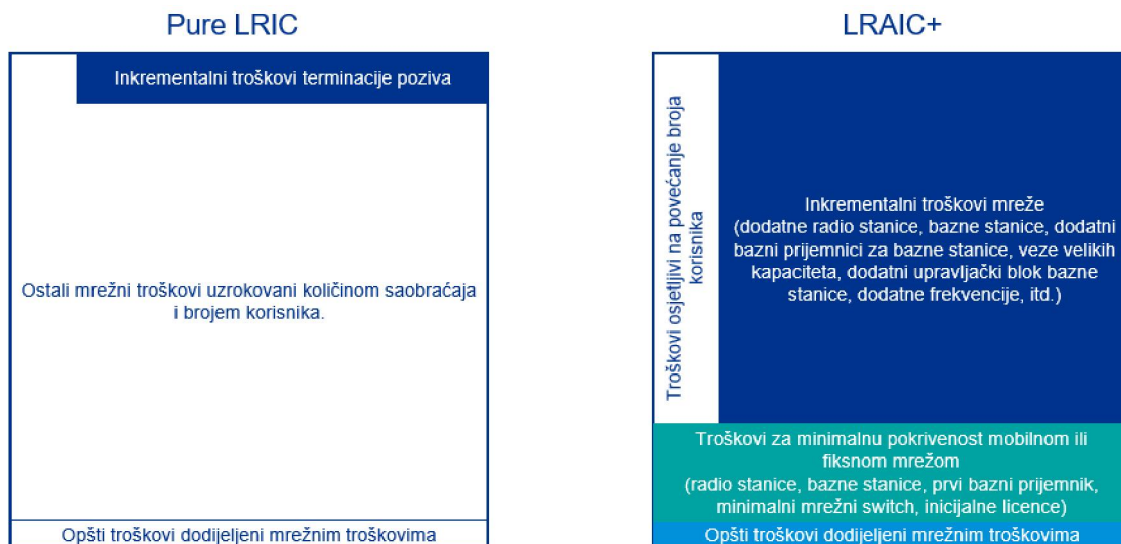 Pure LRIC
Inkrementalni troškovi terminacije poziva
Ostali mrežni troškovi uzrokovani količinom saobraćaja
i brojem korisnika.
Opšti troškovi dodijeljeni mrežnim troškovima
LRAIC+
Troškovi osjetljivi na povećanje broja
korisnika
Inkrementalni troškovi mreže
(dodatne radio stanice, bazne stanice, dodatni
bazni prijemnici za bazne stanice, veze velikih
kapaciteta, dodatni upravljački blok bazne
stanice, dodatne frekvencije, itd.)
Troškovi za minimalnu pokrivenost mobilnom ili
fiksnom mrežom
(radio stanice, bazne stanice, prvi bazni prijemnik,
minimalni mrežni switch, inicijalne licence)
Opšti troškovi dodijeljeni mrežnim troškovima